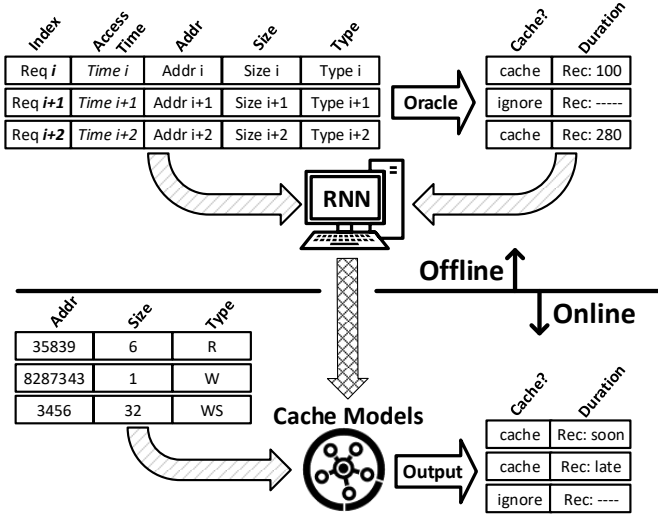 Index Access Time Addr Size Type
Cache? Duration
Req i Time i Addr i Size i Type i
Req i+1 Time i+1 Addr i+1 Size i+1 Type i+1
Req i+2 Time i+2 Addr i+2 Size i+2 Type i+2
Oracle
cache Rec: 100
ignore Rec: -----
cache Rec: 280
RNN
Offline
Online
Addr Size Type
35839 6 R
8287343 1 W
3456 32 WS
Cache Models
Output
Cache? Duration
cache Rec: soon
cache Rec: late
ignore Rec: ----